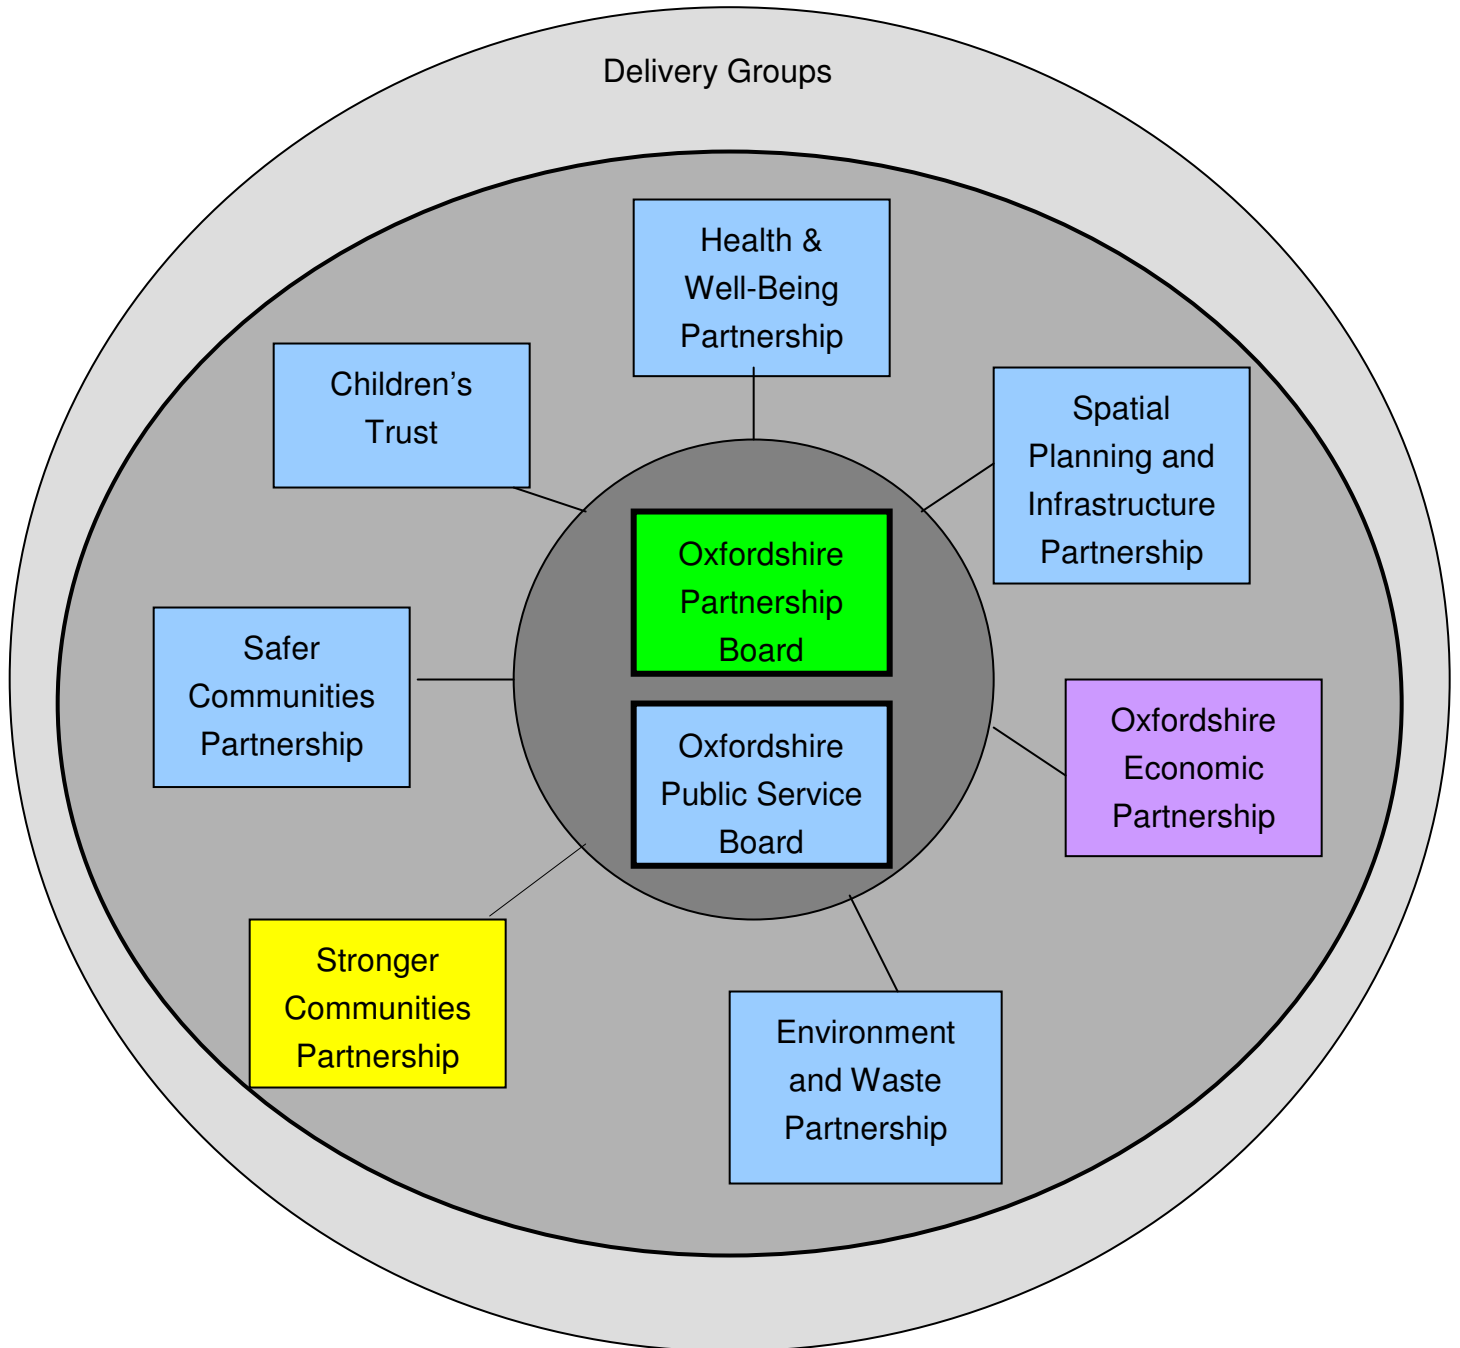 Delivery Groups
Health &
Well-Being
Partnership
Children’s
Trust
Spatial
Planning and
Infrastructure
Partnership
Oxfordshire
Partnership
Board
Safer
Communities
Partnership
Oxfordshire
Public Service
Board
Oxfordshire
Economic
Partnership
Stronger
Communities
Partnership
Environment
and Waste
Partnership